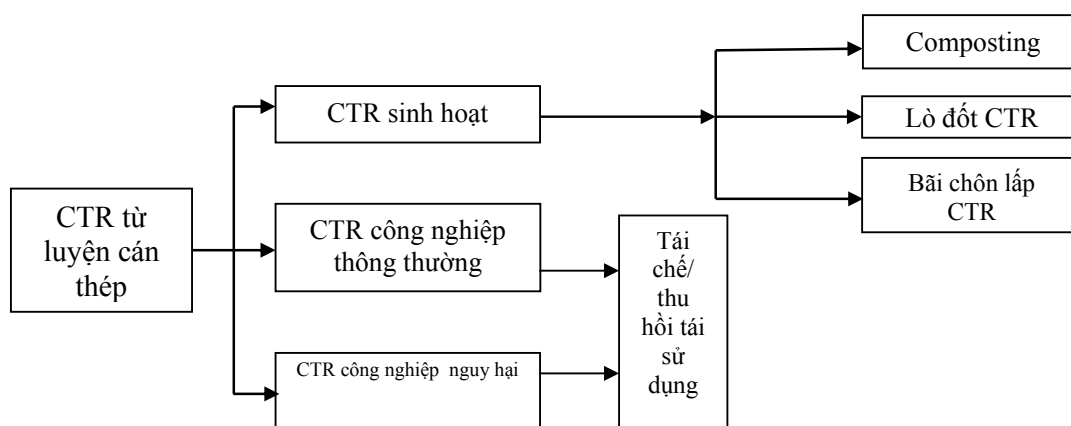 CTR từ
luyện cán
thép
CTR sinh hoạt
CTR công nghiệp
thông thường
CTR công nghiệp nguy hại
Tái
chế/
thu
hồi tái
sử
dụng
Composting
Lò đốt CTR
Bãi chôn lấp
CTR